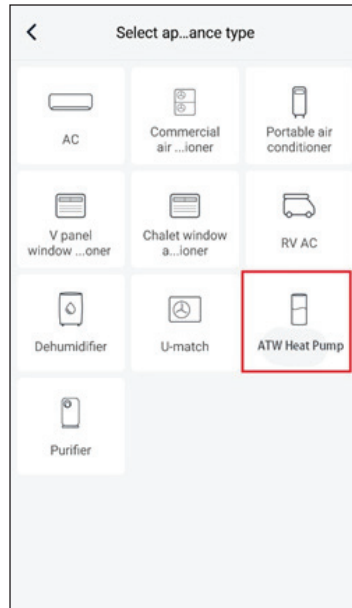 Select ap...ance type
AC
Commercial
air ...ioner
Portable air
conditioner
V panel
window ...oner
Chalet window
a...ioner
RV AC
Dehumidifier
U-match
ATW Heat Pump
Purifier